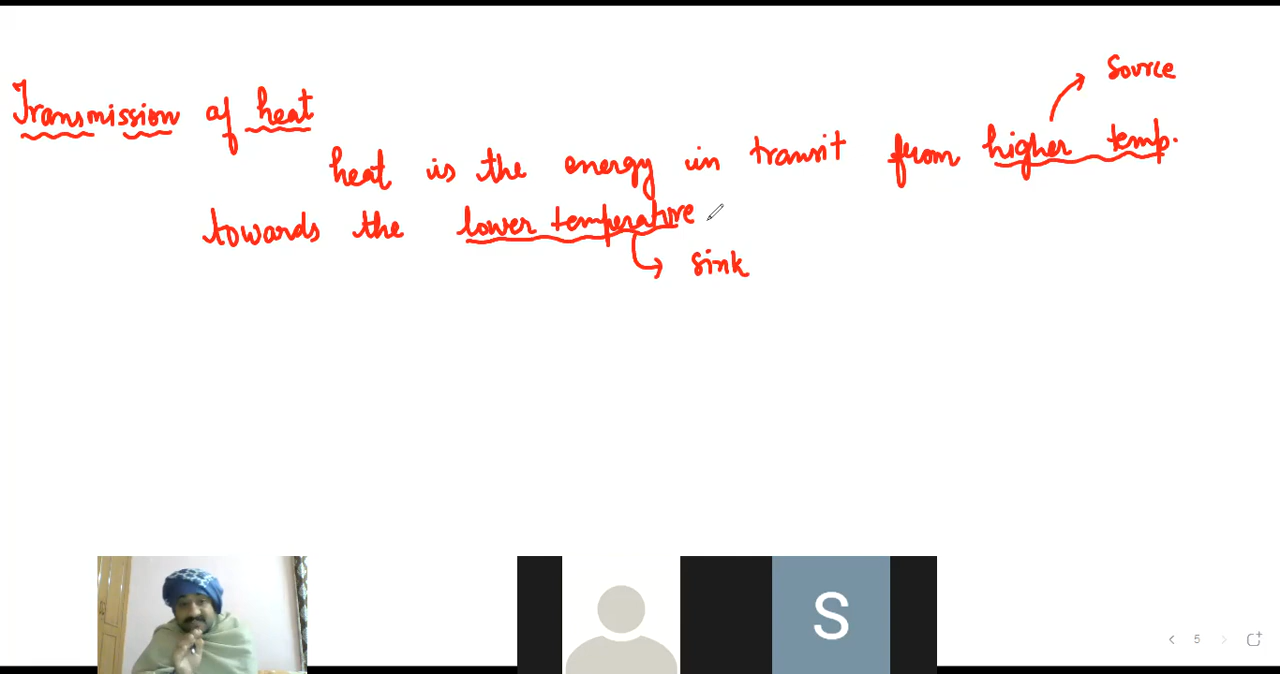 Source
Transmission of heat
heat is the energy in transit from higher temp.
towards the lower temperature
Sink
S
5